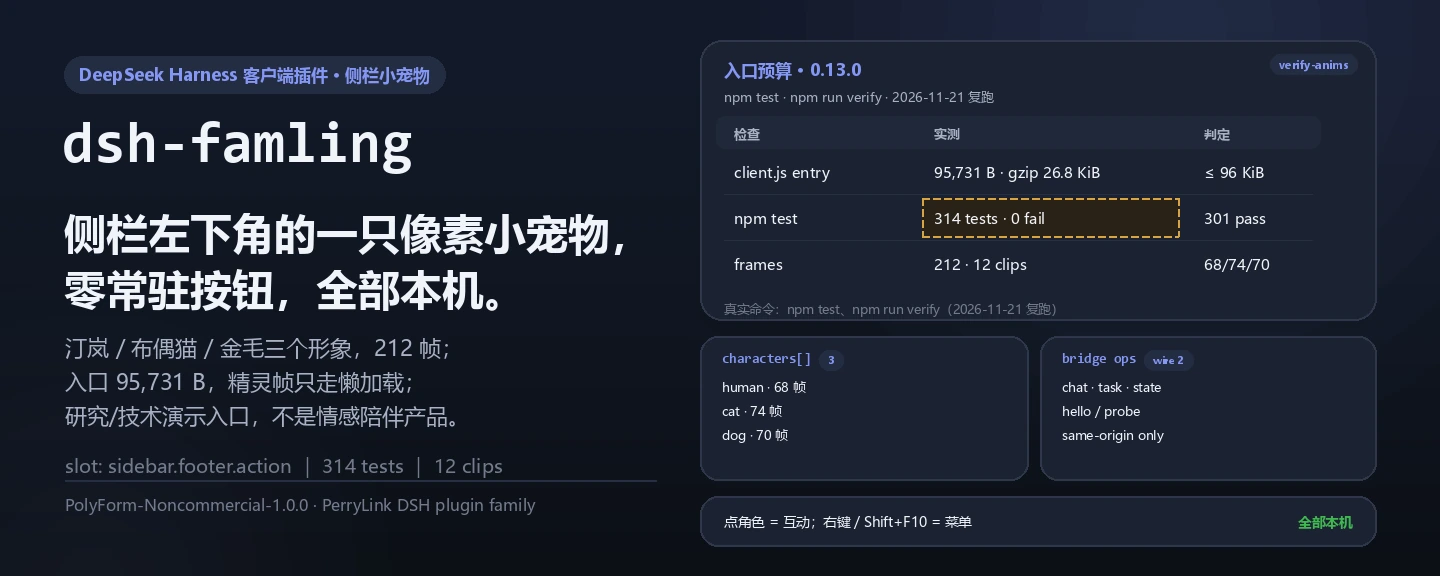 DeepSeek Harness 客户端插件 · 侧栏小宠物
dsh-famling
侧栏左下角的一只像素小宠物，
零常驻按钮，全部本机。
汀岚 / 布偶猫 / 金毛三个形象，212 帧；
入口 95,731 B，精灵帧只走懒加载；
研究/技术演示入口，不是情感陪伴产品。
slot: sidebar.footer.action | 314 tests | 12 clips
PolyForm-Noncommercial-1.0.0 · PerryLink DSH plugin family
入口预算 · 0.13.0
verify-anims
npm test · npm run verify · 2026-11-21 复跑
检查 实测 判定
client.js entry 95,731 B · gzip 26.8 KiB ≤ 96 KiB
npm test 314 tests · 0 fail 301 pass
frames 212 · 12 clips 68/74/70
真实命令：npm test、npm run verify（2026-11-21 复跑）
characters[] 3
human · 68 帧
cat · 74 帧
dog · 70 帧
bridge ops wire 2
chat · task · state
hello / probe
same-origin only
点角色 = 互动；右键 / Shift+F10 = 菜单
全部本机